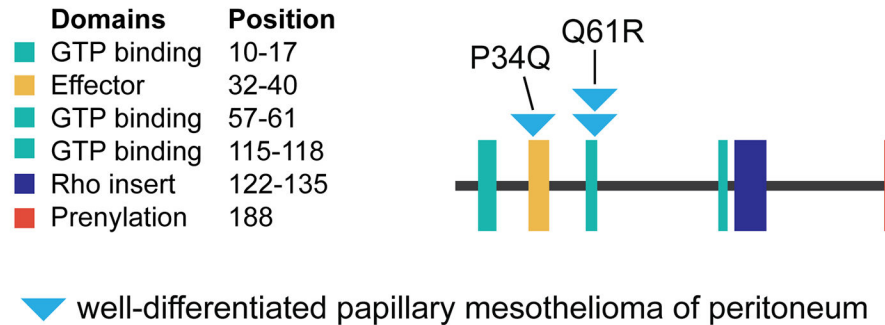 Domains Position
GTP binding 10-17
Effector 32-40
GTP binding 57-61
GTP binding 115-118
Rho insert 122-135
Prenylation 188
Q61R
P34Q
well-differentiated papillary mesothelioma of peritoneum